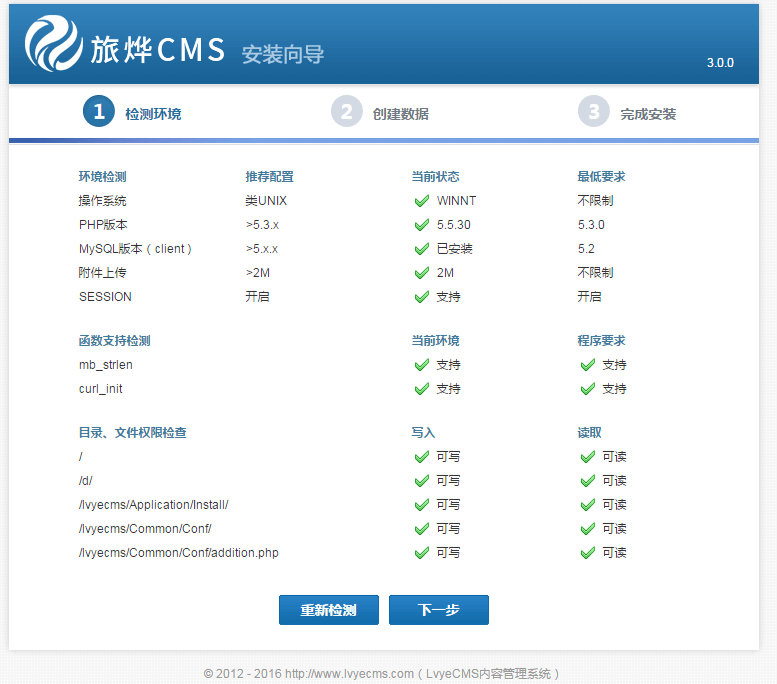 旅烨CMS 安装向导
3.0.0
1 检测环境 2 创建数据 3 完成安装
环境检测 推荐配置 当前状态 最低要求
操作系统 类UNIX WINNT 不限制
PHP版本 >5.3.x 5.5.30 5.3.0
MySQL版本（client） >5.x.x 已安装 5.2
附件上传 >2M 2M 不限制
SESSION 开启 支持 开启
函数支持检测 当前环境 程序要求
mb_strlen 支持 支持
curl_init 支持 支持
目录、文件权限检查 写入 读取
/ 可写 可读
/d/ 可写 可读
/lvyecms/Application/Install/ 可写 可读
/lvyecms/Common/Conf/ 可写 可读
/lvyecms/Common/Conf/addition.php 可写 可读
重新检测 下一步
© 2012 - 2016 http://www.lvyecms.com（LvyeCMS内容管理系统）